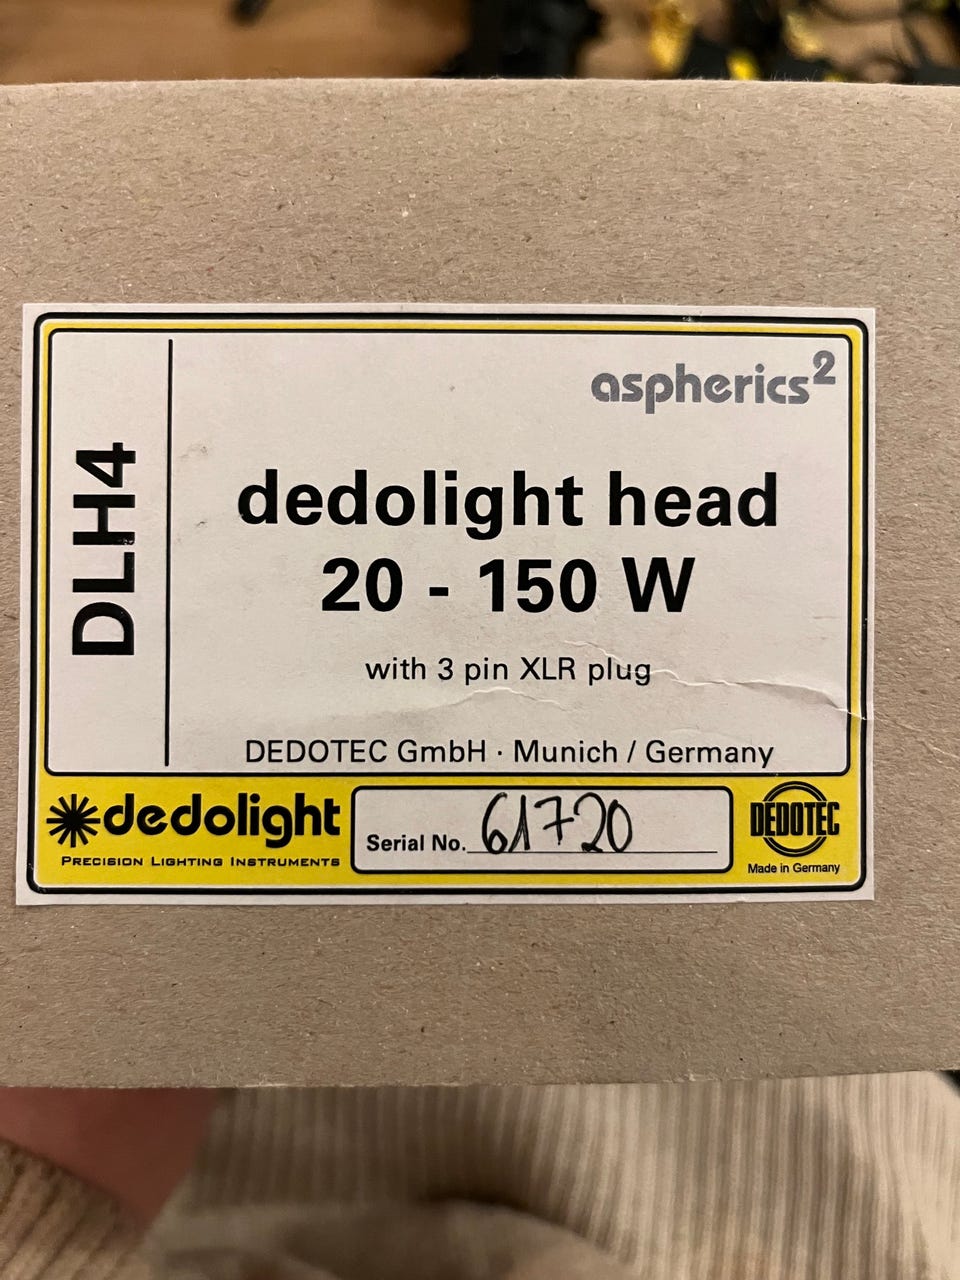 DLH4
aspherics²
dedolight head
20 - 150 W
with 3 pin XLR plug
DEDOTEC GmbH · Munich / Germany
dedolight
PRECISION LIGHTING INSTRUMENTS
Serial No. 61720
DEDOTEC
Made in Germany